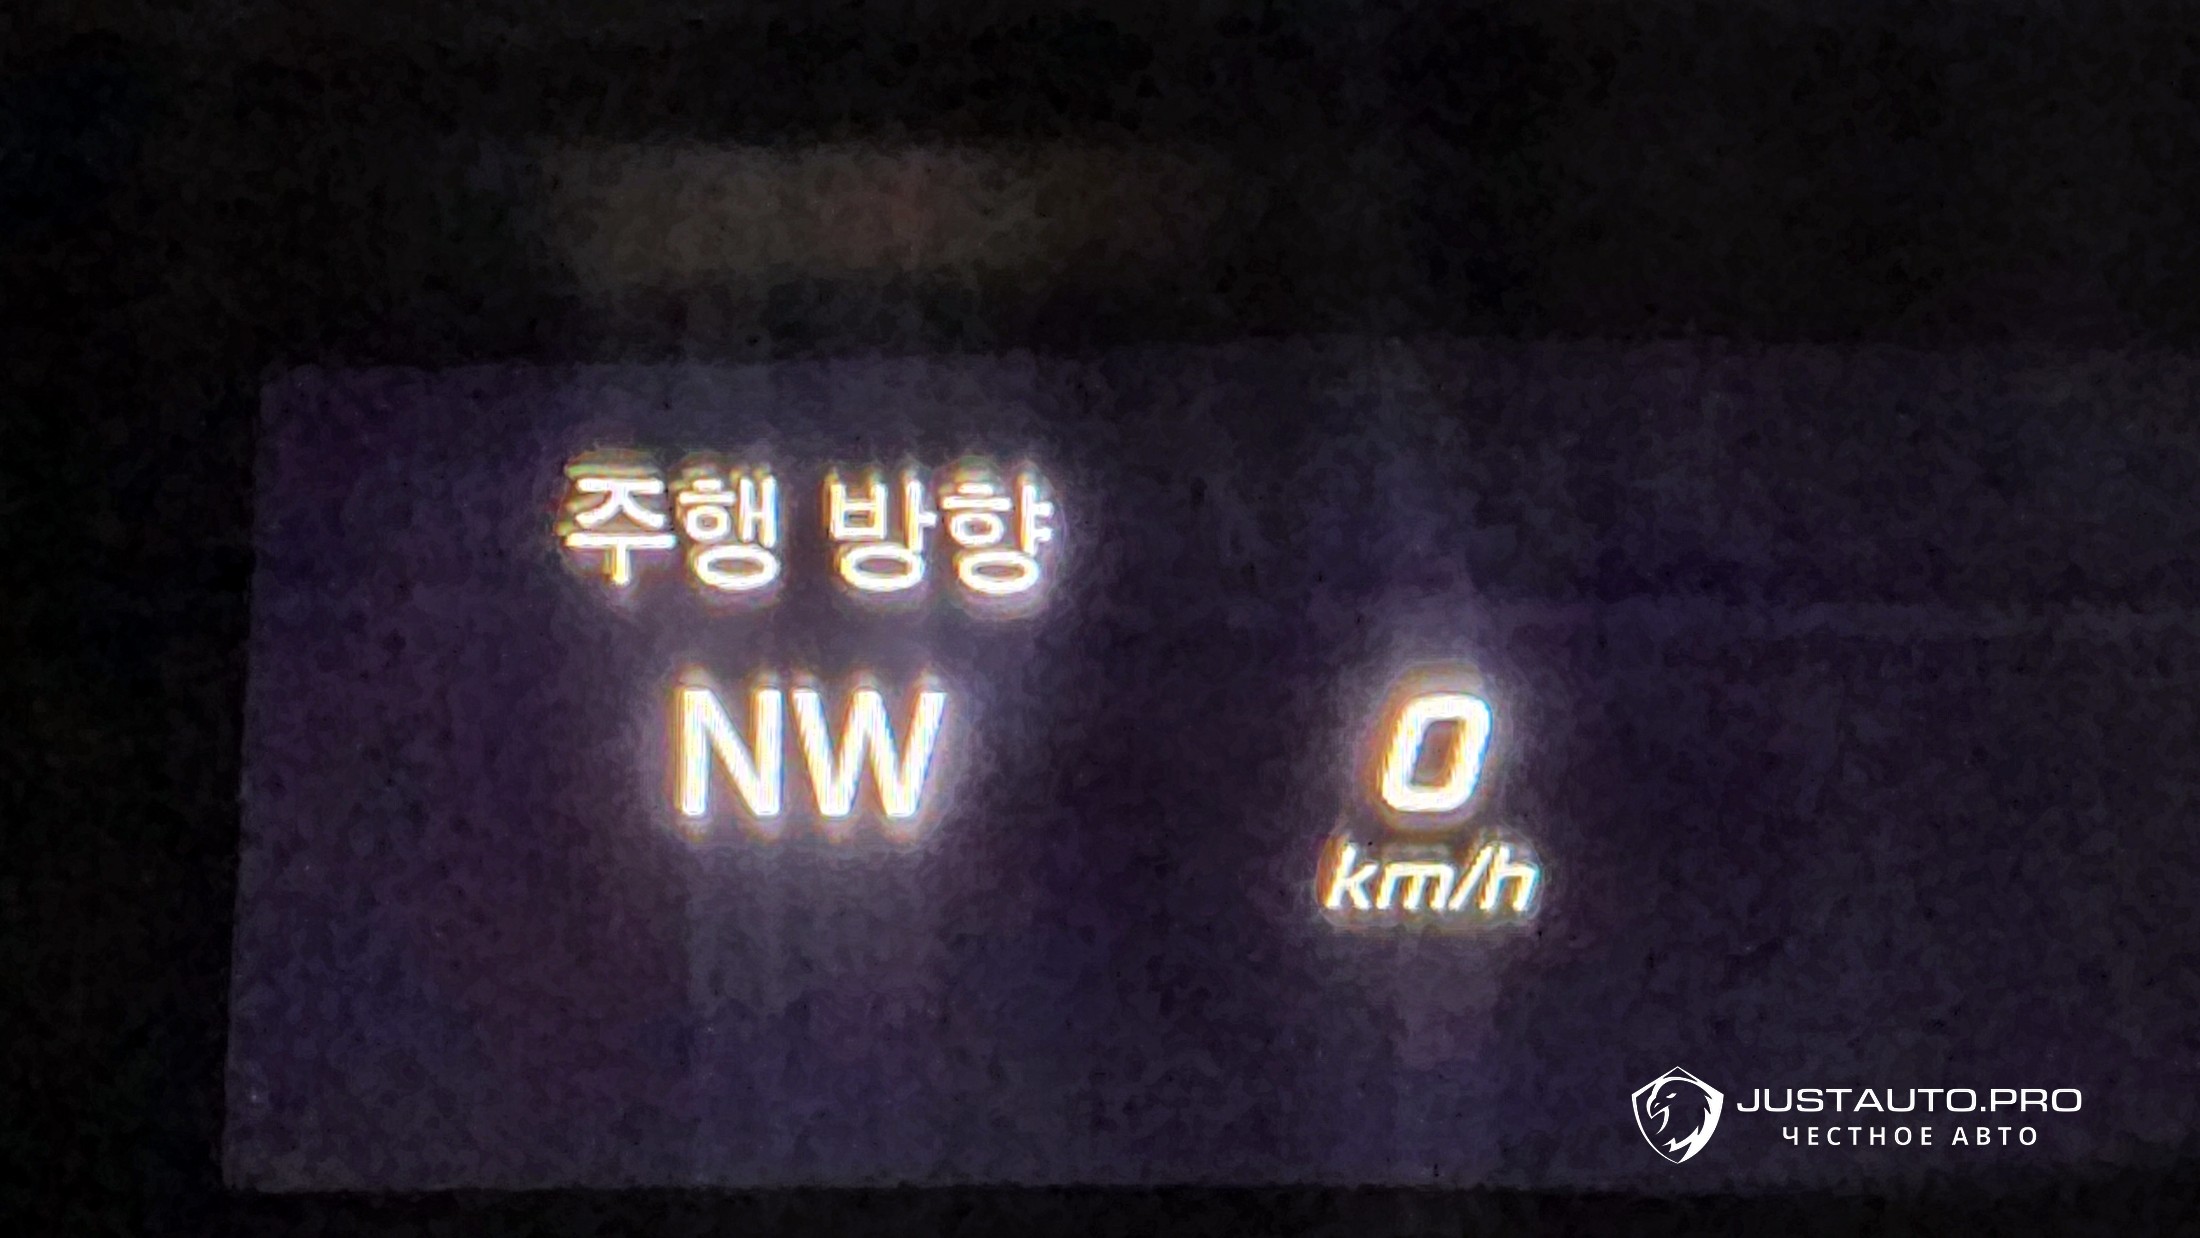 주행 방향
NW
0
km/h
JUSTAUTO.PRO
ЧЕСТНОЕ АВТО